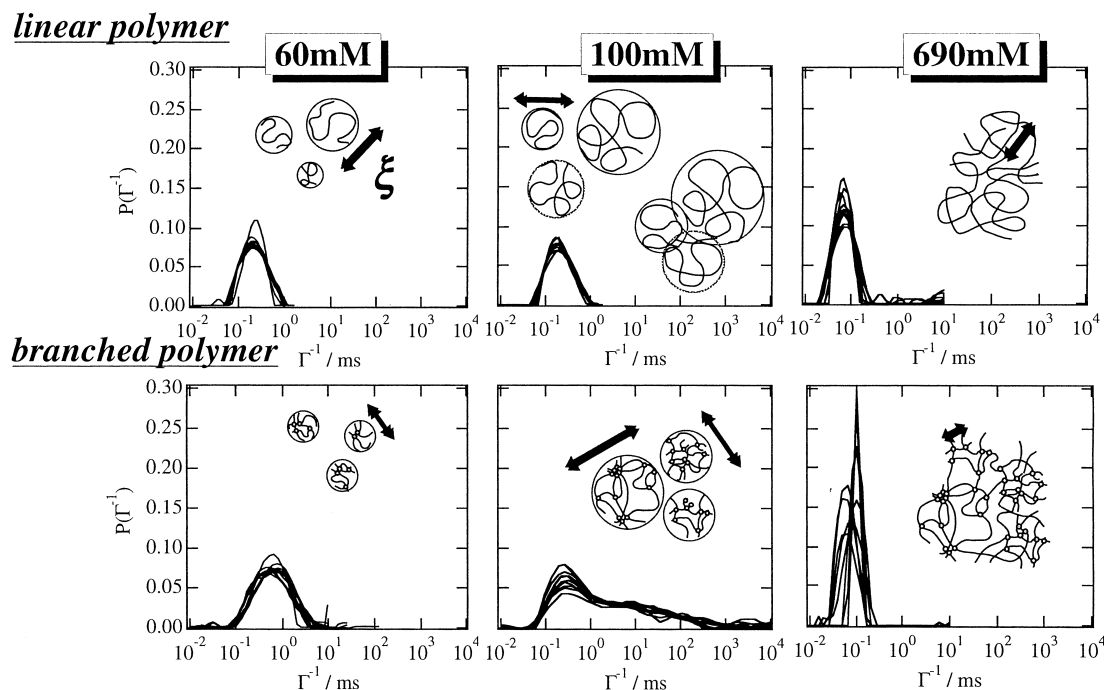 linear polymer
60mM 100mM 690mM
0.30
0.25
0.20
0.15
0.10
0.05
0.00
P(Γ⁻¹)
ξ
10⁻² 10⁻¹ 10⁰ 10¹ 10² 10³ 10⁴
10⁻² 10⁻¹ 10⁰ 10¹ 10² 10³ 10⁴
10⁻² 10⁻¹ 10⁰ 10¹ 10² 10³ 10⁴
Γ⁻¹ / ms Γ⁻¹ / ms Γ⁻¹ / ms
branched polymer
0.30
0.25
0.20
0.15
0.10
0.05
0.00
P(Γ⁻¹)
10⁻² 10⁻¹ 10⁰ 10¹ 10² 10³ 10⁴
10⁻² 10⁻¹ 10⁰ 10¹ 10² 10³ 10⁴
10⁻² 10⁻¹ 10⁰ 10¹ 10² 10³ 10⁴
Γ⁻¹ / ms Γ⁻¹ / ms Γ⁻¹ / ms